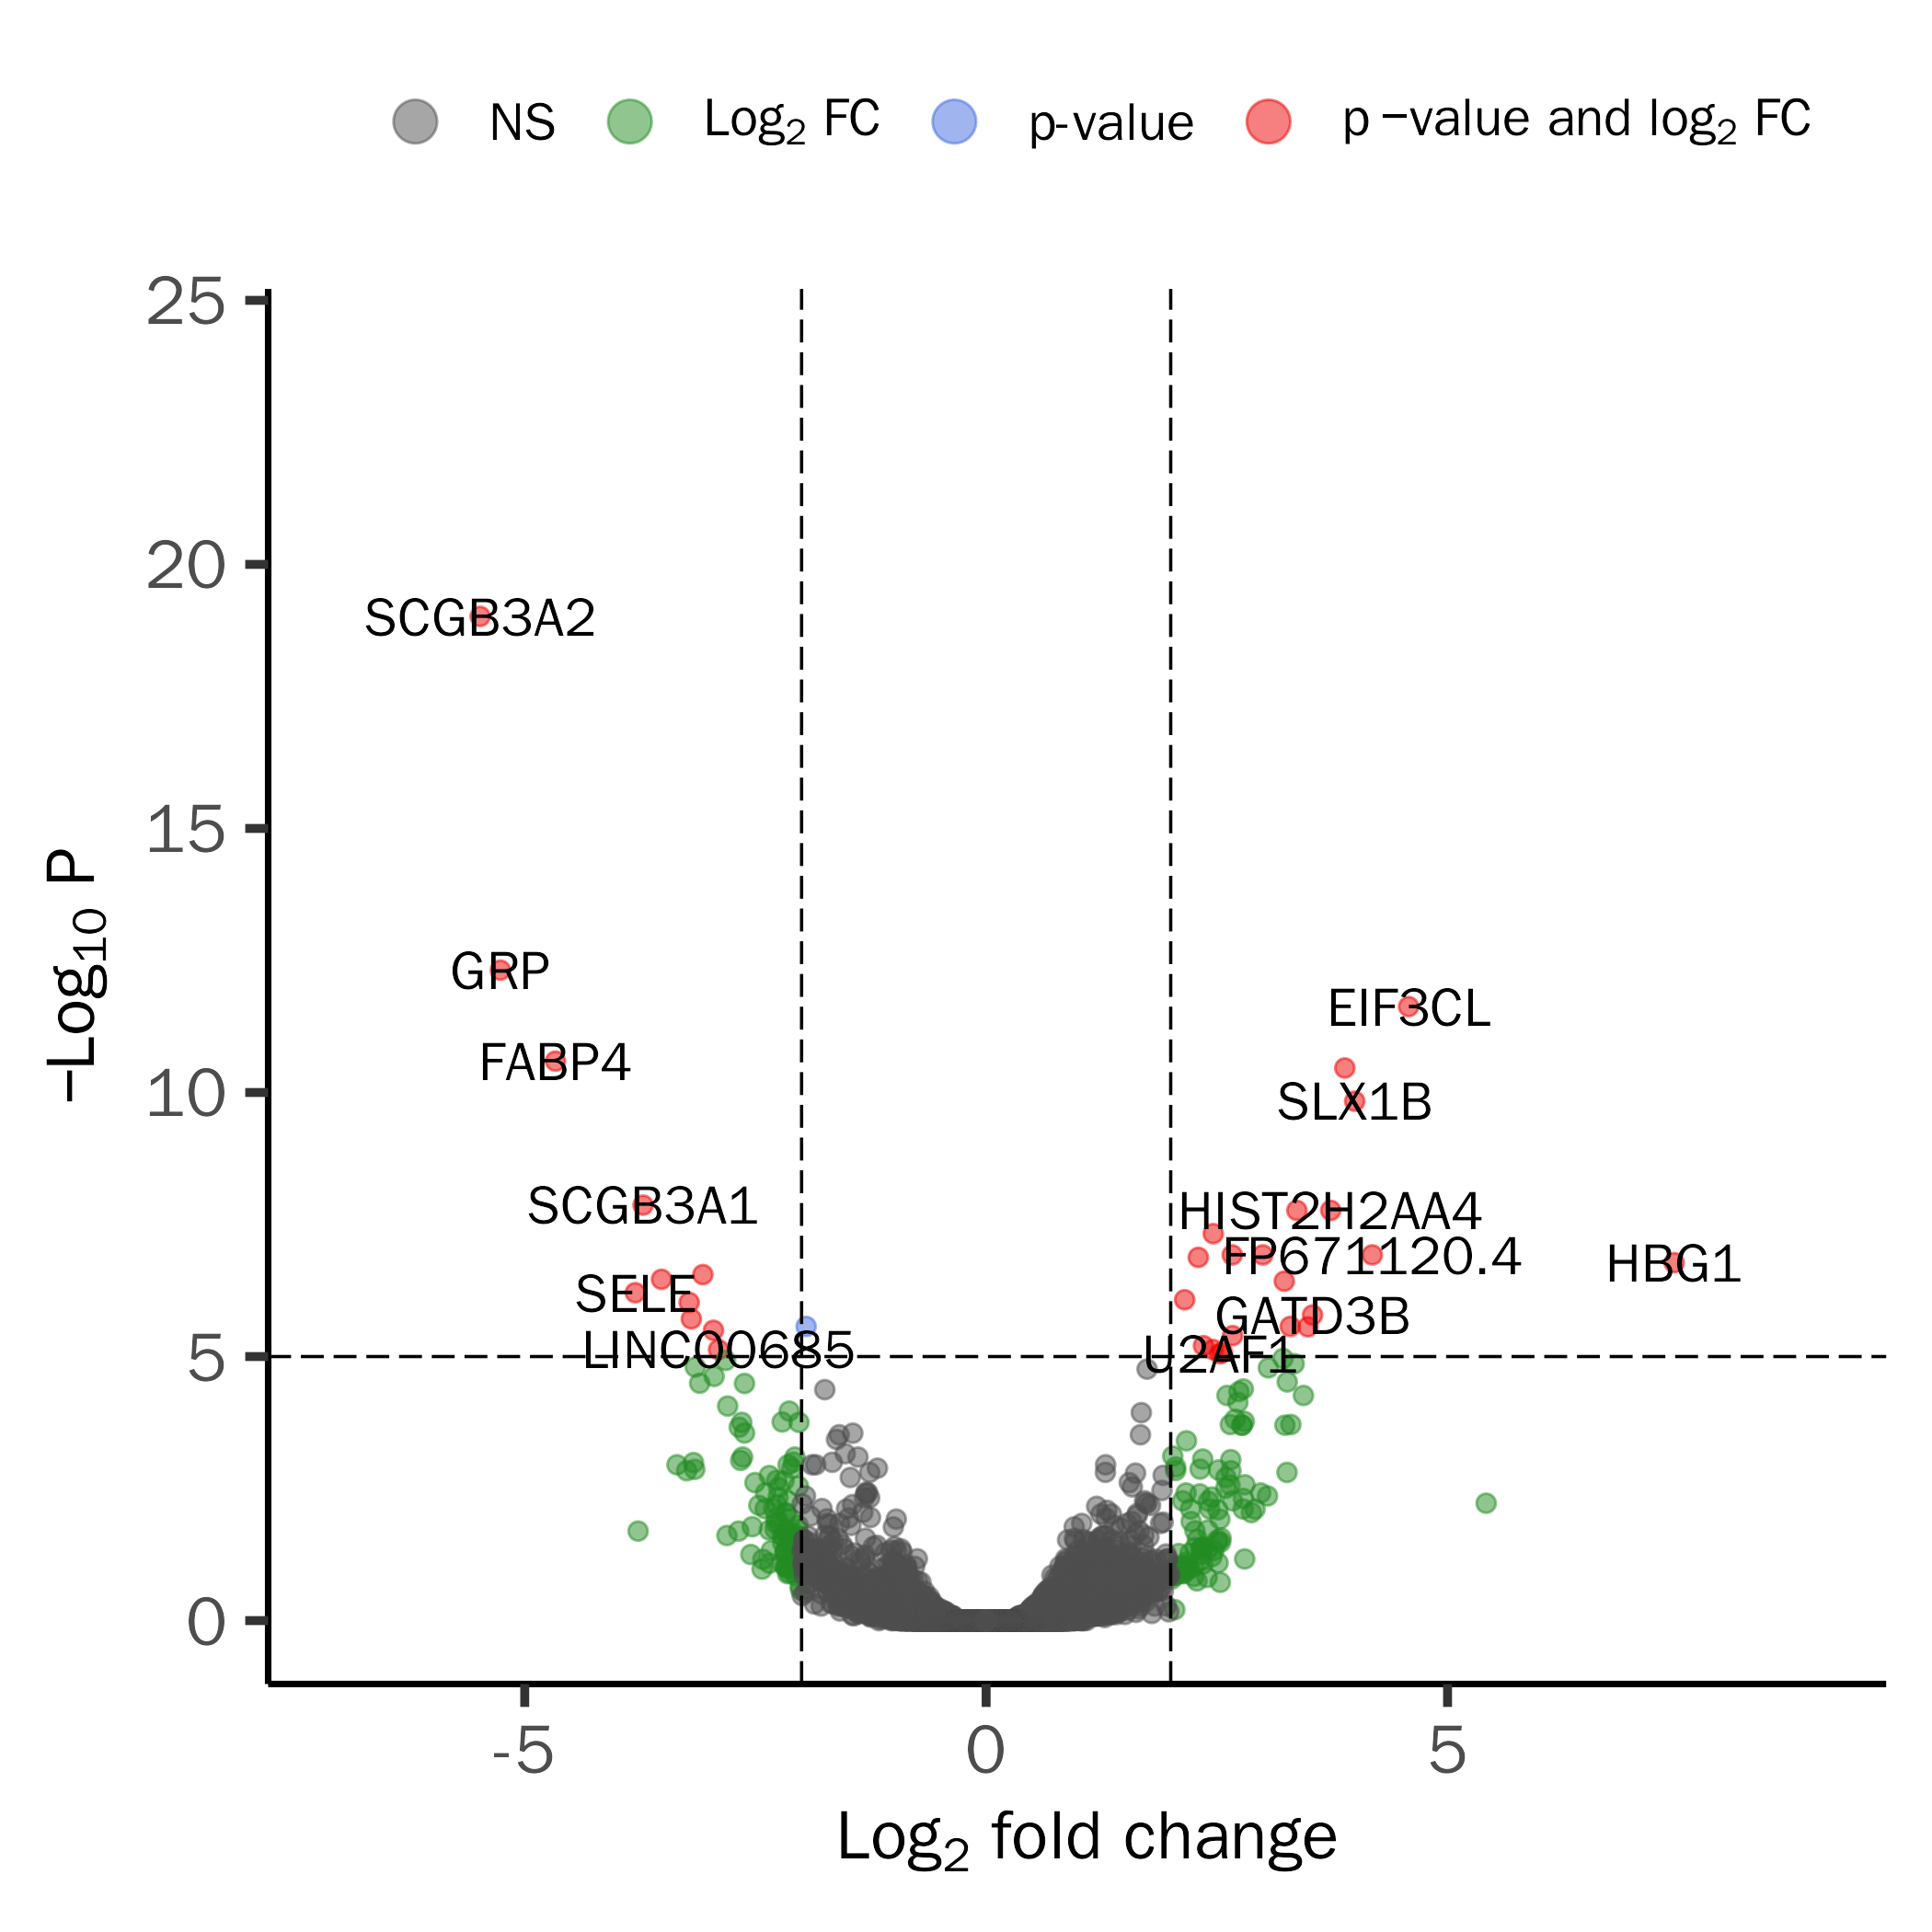 NS Log₂ FC p-value p −value and log₂ FC
25
20
15
10
5
0
−Log₁₀ P
SCGB3A2
GRP
EIF3CL
FABP4
SLX1B
SCGB3A1
HIST2H2AA4
FP671120.4
HBG1
SELE
GATD3B
LINC00685
U2AF1
-5 0 5
Log₂ fold change